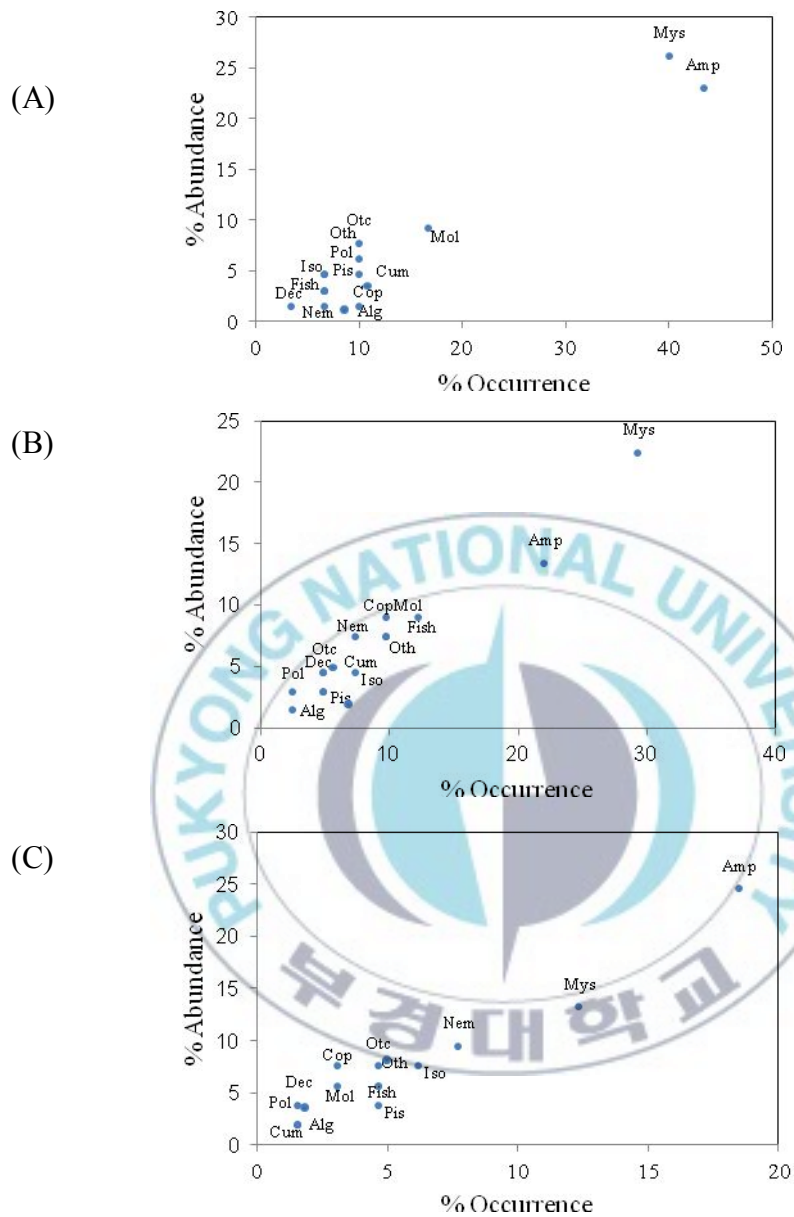 (A)
30
25
20
15
10
5
0
% Abundance
Mys
Amp
Otc
Oth
Mol
Pol
Iso
Pis
Cum
Fish
Dec
Cop
Nem
Alg
0 10 20 30 40 50
% Occurrence
(B)
25
20
15
10
5
0
% Abundance
Mys
Amp
CopMol
Nem
Fish
Otc
Oth
Dec
Cum
Pol
Iso
Pis
Alg
0 10 20 30 40
% Occurrence
(C)
30
25
20
15
10
5
0
% Abundance
Amp
Mys
Nem
Otc
Cop
Oth
Iso
Dec
Mol
Fish
Pol
Pis
Alg
Cum
0 5 10 15 20
% Occurrence
PUKYONG NATIONAL UNIVERSITY
부경대학교